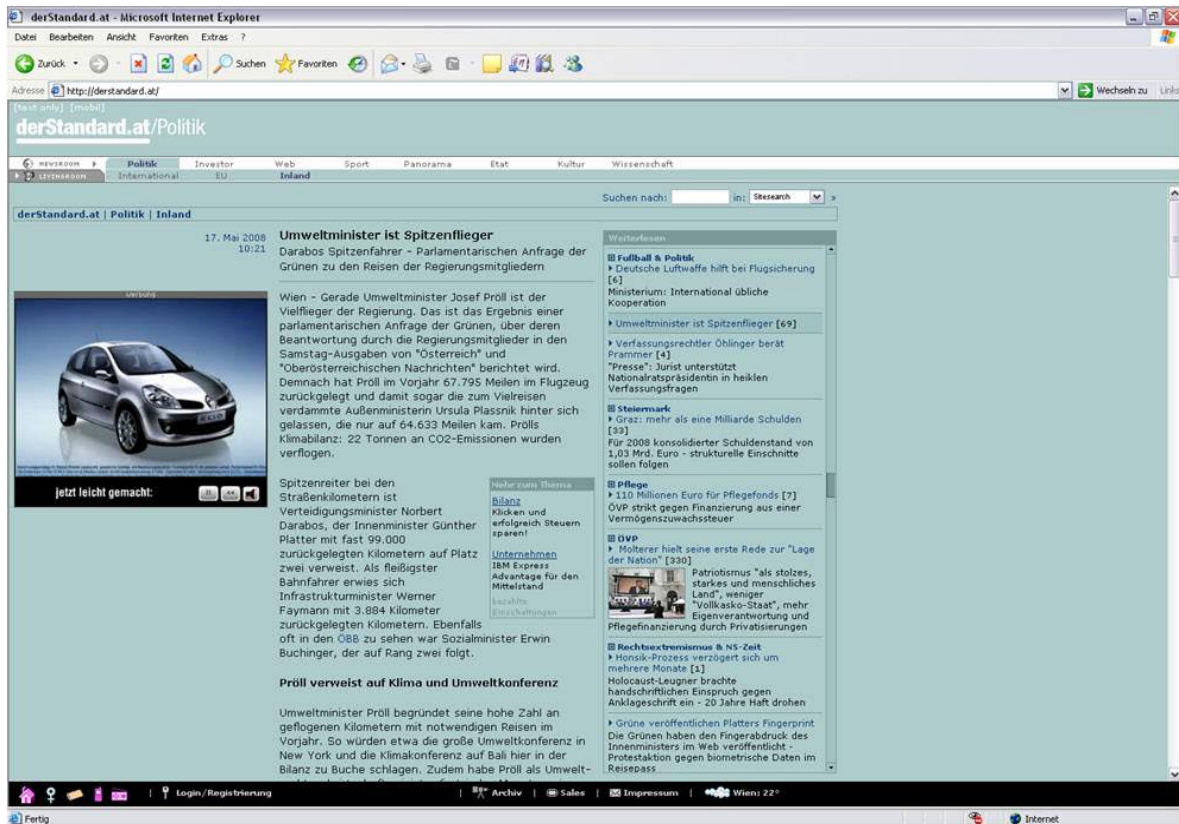 derStandard.at - Microsoft Internet Explorer
Datei Bearbeiten Ansicht Favoriten Extras ?
Zurück Suchen Favoriten
Adresse http://derstandard.at/ Wechseln zu Links
[text only] [mobil]
derStandard.at/Politik
NEWSROOM Politik Investor Web Sport Panorama Etat Kultur Wissenschaft
LIVINGROOM International EU Inland
Suchen nach: in: Sitesearch »
derStandard.at | Politik | Inland
17. Mai 2008
10:21
Werbung
jetzt leicht gemacht:
Umweltminister ist Spitzenflieger
Darabos Spitzenfahrer - Parlamentarischen Anfrage der
Grünen zu den Reisen der Regierungsmitgliedern
Wien - Gerade Umweltminister Josef Pröll ist der
Vielflieger der Regierung. Das ist das Ergebnis einer
parlamentarischen Anfrage der Grünen, über deren
Beantwortung durch die Regierungsmitglieder in den
Samstag-Ausgaben von "Österreich" und
"Oberösterreichischen Nachrichten" berichtet wird.
Demnach hat Pröll im Vorjahr 67.795 Meilen im Flugzeug
zurückgelegt und damit sogar die zum Vielreisen
verdammte Außenministerin Ursula Plassnik hinter sich
gelassen, die nur auf 64.633 Meilen kam. Prölls
Klimabilanz: 22 Tonnen an CO2-Emissionen wurden
verflogen.
Spitzenreiter bei den
Straßenkilometern ist
Verteidigungsminister Norbert
Darabos, der Innenminister Günther
Platter mit fast 99.000
zurückgelegten Kilometern auf Platz
zwei verweist. Als fleißigster
Bahnfahrer erwies sich
Infrastrukturminister Werner
Faymann mit 3.884 Kilometer
zurückgelegten Kilometern. Ebenfalls
oft in den ÖBB zu sehen war Sozialminister Erwin
Buchinger, der auf Rang zwei folgt.
Mehr zum Thema
Bilanz
Klicken und
erfolgreich Steuern
sparen!
Unternehmen
IBM Express
Advantage für den
Mittelstand
bezahlte
Einschaltungen
Pröll verweist auf Klima und Umweltkonferenz
Umweltminister Pröll begründet seine hohe Zahl an
geflogenen Kilometern mit notwendigen Reisen im
Vorjahr. So würden etwa die große Umweltkonferenz in
New York und die Klimakonferenz auf Bali hier in der
Bilanz zu Buche schlagen. Zudem habe Pröll als Umwelt-
Weiterlesen
Fußball & Politik
Deutsche Luftwaffe hilft bei Flugsicherung
[6]
Ministerium: International übliche
Kooperation
Umweltminister ist Spitzenflieger [69]
Verfassungsrechtler Öhlinger berät
Prammer [4]
"Presse": Jurist unterstützt
Nationalratspräsidentin in heiklen
Verfassungsfragen
Steiermark
Graz: mehr als eine Milliarde Schulden
[33]
Für 2008 konsolidierter Schuldenstand von
1,03 Mrd. Euro - strukturelle Einschnitte
sollen folgen
Pflege
110 Millionen Euro für Pflegefonds [7]
ÖVP strikt gegen Finanzierung aus einer
Vermögenszuwachssteuer
ÖVP
Molterer hielt seine erste Rede zur "Lage
der Nation" [330]
Patriotismus "als stolzes,
starkes und menschliches
Land", weniger
"Vollkasko-Staat", mehr
Eigenverantwortung und
Pflegefinanzierung durch Privatisierungen
Rechtsextremismus & NS-Zeit
Honsik-Prozess verzögert sich um
mehrere Monate [1]
Holocaust-Leugner brachte
handschriftlichen Einspruch gegen
Anklageschrift ein - 20 Jahre Haft drohen
Grüne veröffentlichen Platters Fingerprint
Die Grünen haben den Fingerabdruck des
Innenministers im Web veröffentlicht -
Protestaktion gegen biometrische Daten im
Reisepass
Login/Registrierung | Archiv | Sales | Impressum | Wien: 22°
Fertig Internet